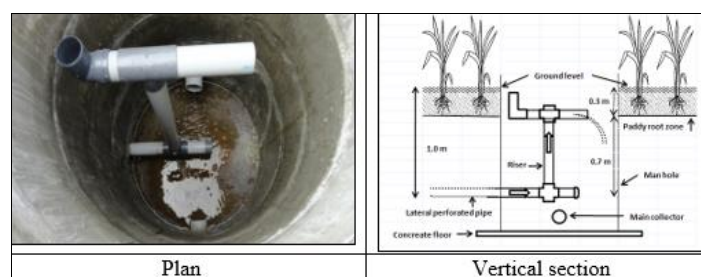 Ground level
0.3 m
Paddy root zone
1.0 m
Riser
0.7 m
Man hole
Lateral perforated pipe
Main collector
Concreate floor
Plan
Vertical section